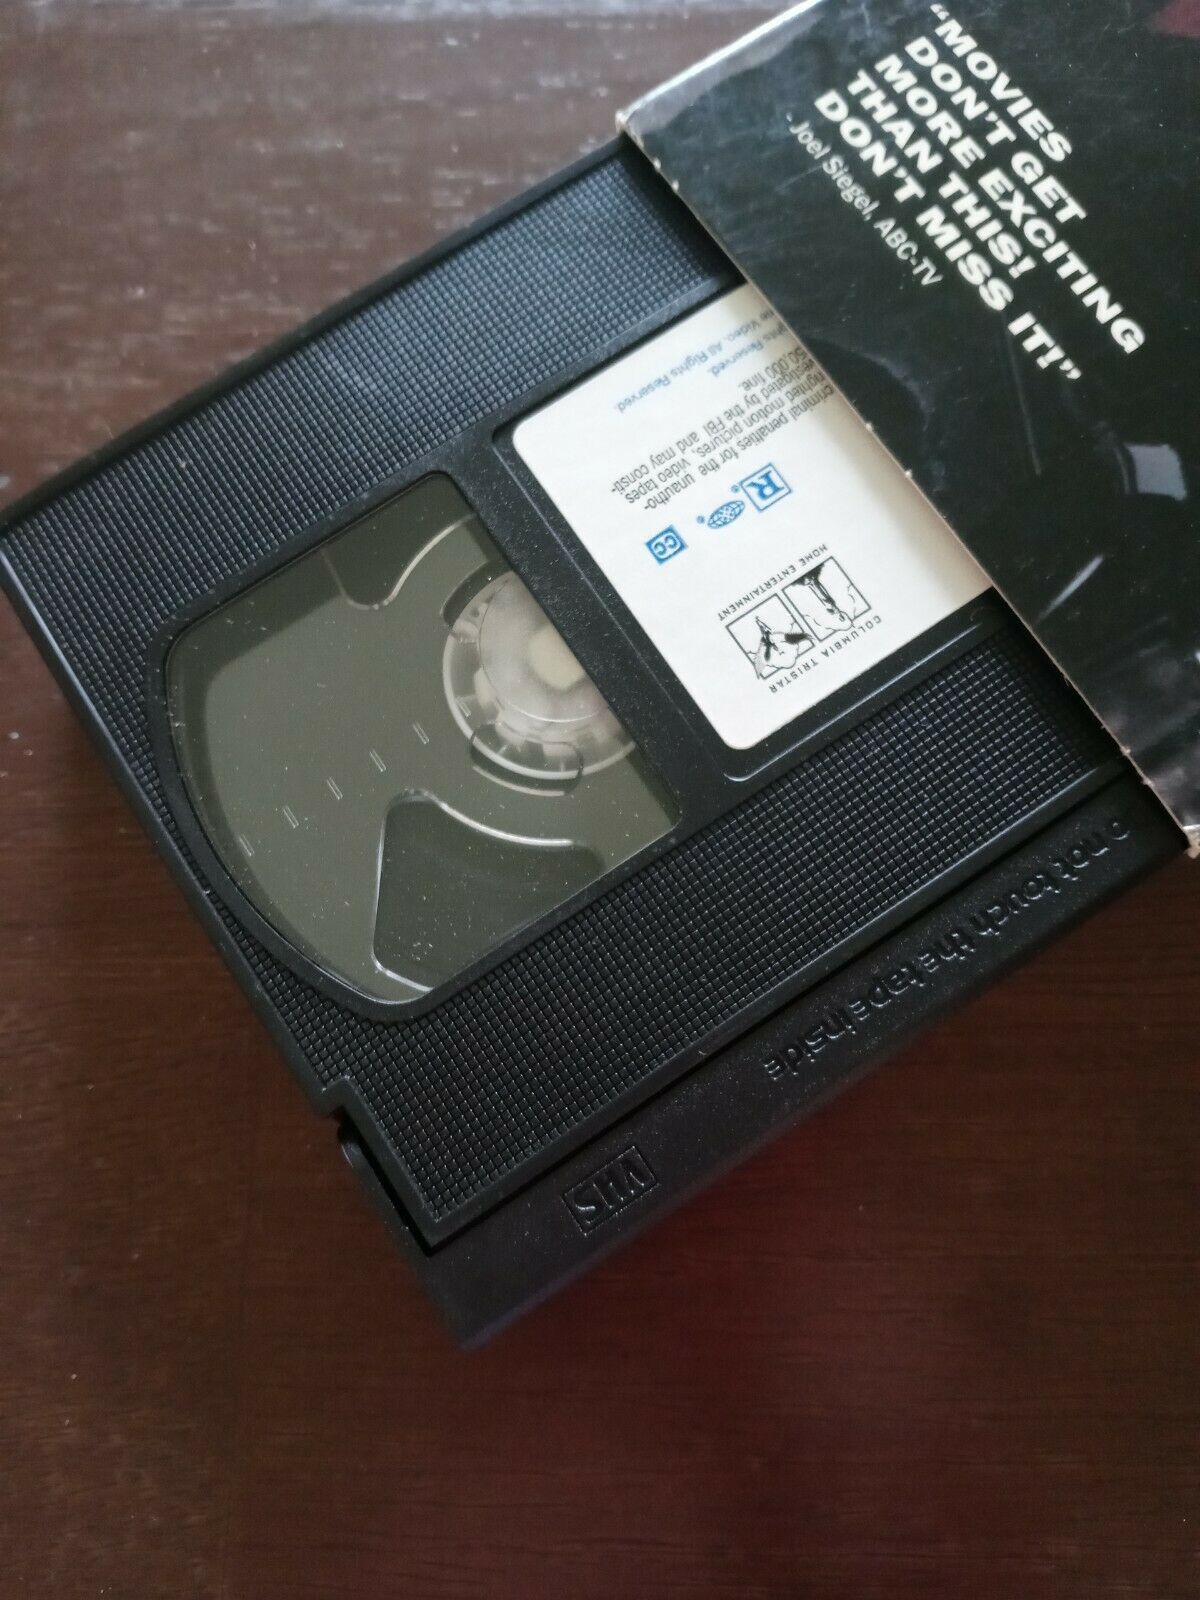 "MOVIES
DON'T GET
MORE EXCITING
THAN THIS!
DON'T MISS IT!"
Joel Siegel, ABC-TV
COLUMBIA TRISTAR
HOME ENTERTAINMENT
CC
R
criminal penalties for the unautho-
motion pictures, video tapes
by the FBI and may consti-
50,000 fine.
Video. All Rights Reserved.
Reserved.
not touch the tape inside
VHS